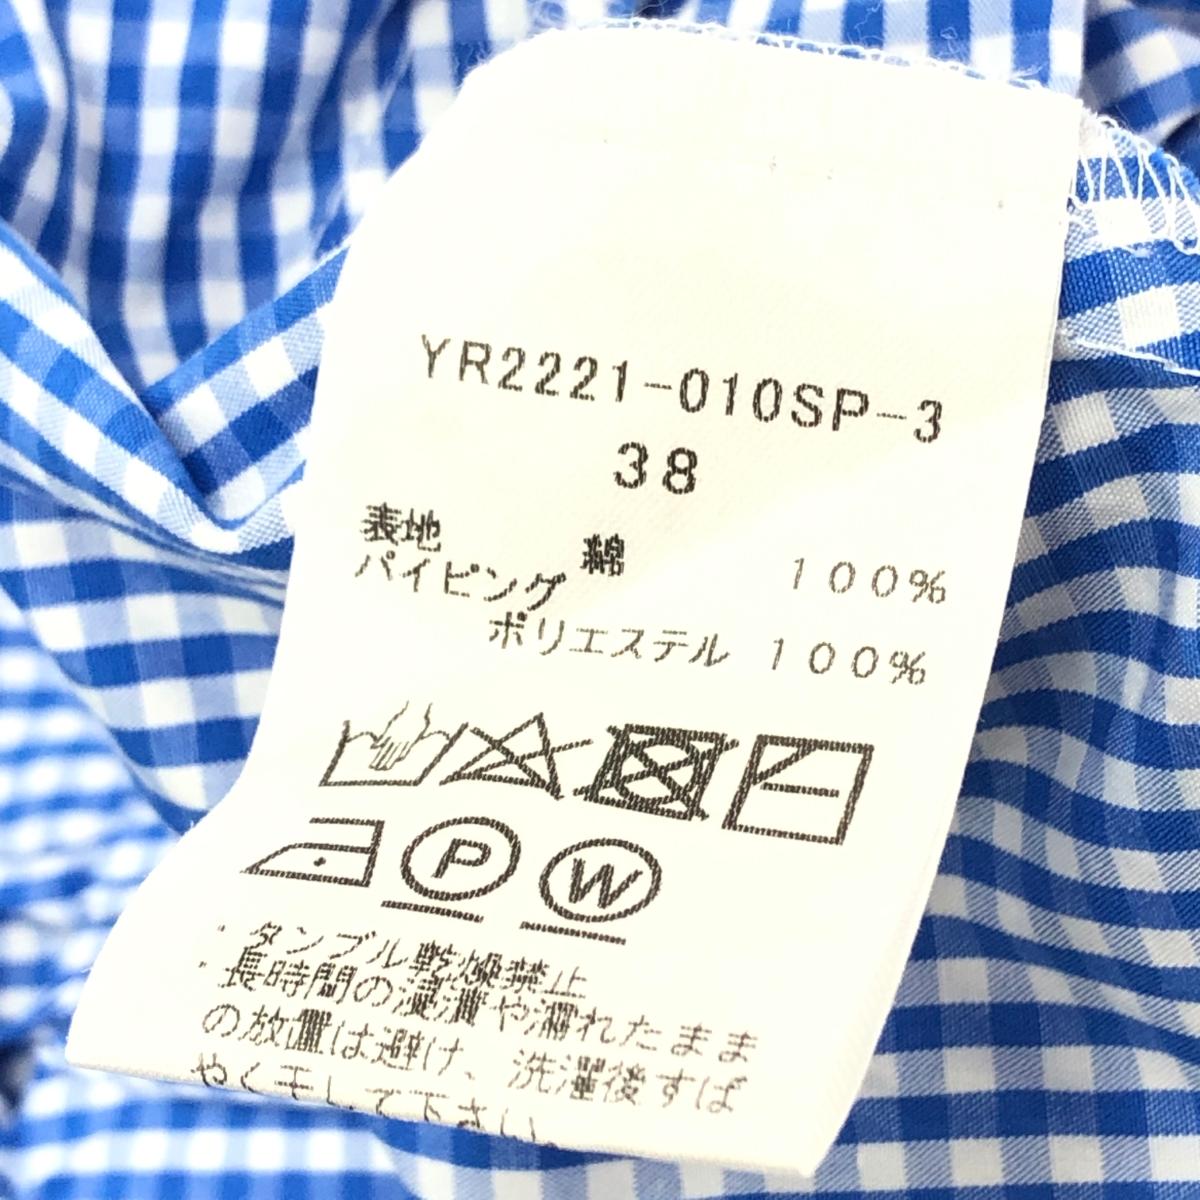 YR2221-010SP-3
38
表地
綿 100%
パイピング
ポリエステル 100%
P W
・タンブル乾燥禁止
・長時間の浸漬や濡れたまま
の放置は避け、洗濯後すば
やく干して下さい。